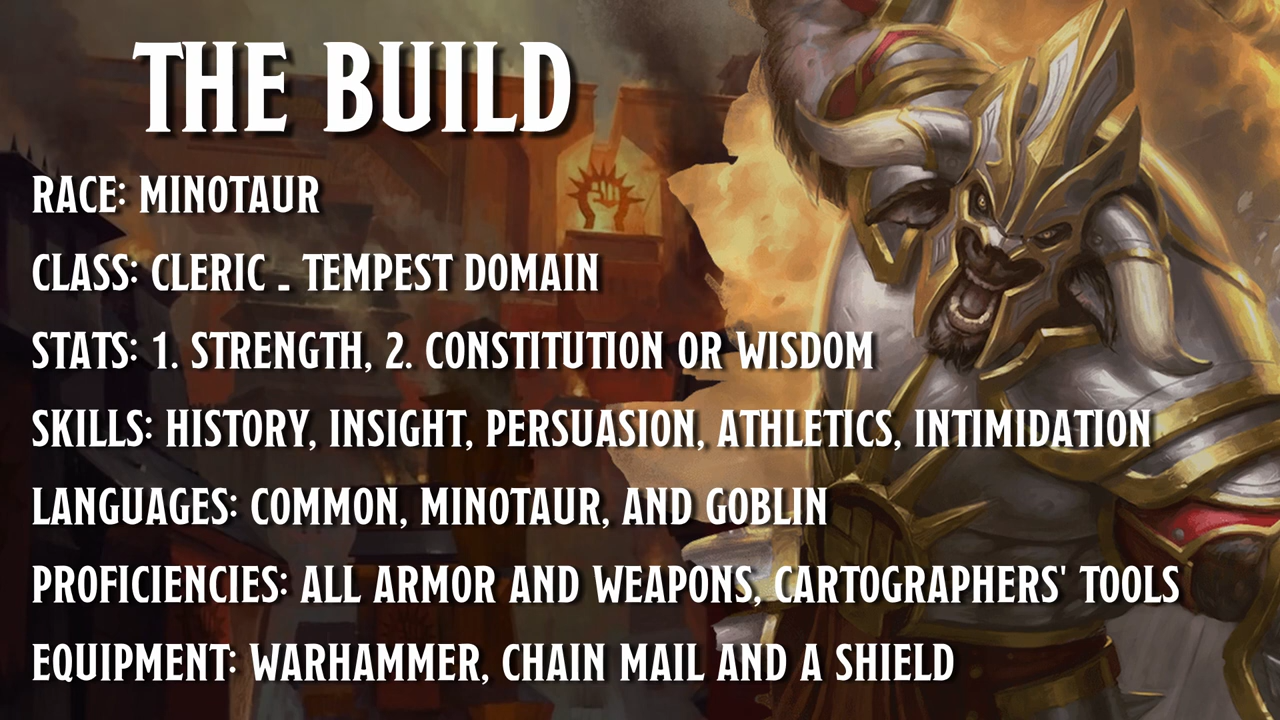 THE BUILD
RACE: MINOTAUR
CLASS: CLERIC - TEMPEST DOMAIN
STATS: 1. STRENGTH, 2. CONSTITUTION OR WISDOM
SKILLS: HISTORY, INSIGHT, PERSUASION, ATHLETICS, INTIMIDATION
LANGUAGES: COMMON, MINOTAUR, AND GOBLIN
PROFICIENCIES: ALL ARMOR AND WEAPONS, CARTOGRAPHERS' TOOLS
EQUIPMENT: WARHAMMER, CHAIN MAIL AND A SHIELD